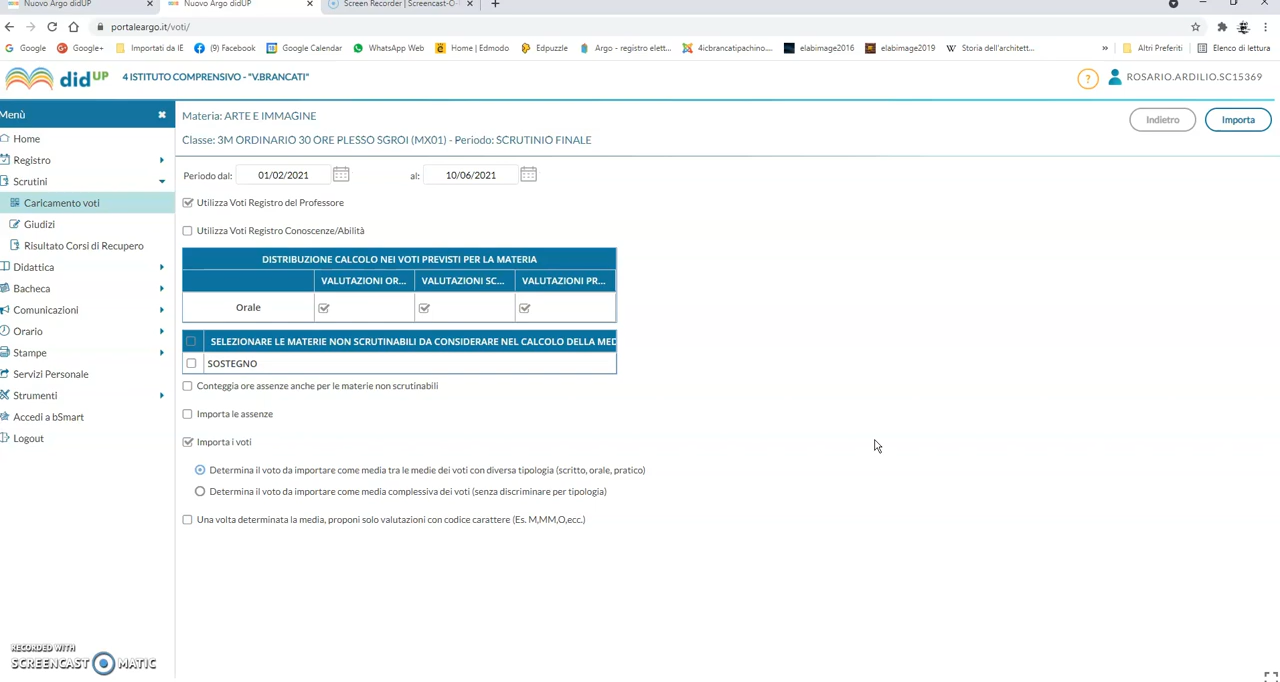 Nuovo Argo didUP
Nuovo Argo didUP
Screen Recorder | Screencast-O-
portaleargo.it/voti/
Google
Google+
Importati da IE
(9) Facebook
Google Calendar
WhatsApp Web
Home | Edmodo
Edpuzzle
Argo - registro elett...
4icbrancatipachino....
elabimage2016
elabimage2019
Storia dell'architett...
»
Altri Preferiti
Elenco di lettura
didUP
4 ISTITUTO COMPRENSIVO - "V.BRANCATI"
?
ROSARIO.ARDILIO.SC15369
Menù
Home
Registro
Scrutini
Caricamento voti
Giudizi
Risultato Corsi di Recupero
Didattica
Bacheca
Comunicazioni
Orario
Stampe
Servizi Personale
Strumenti
Accedi a bSmart
Logout
Materia: ARTE E IMMAGINE
Classe: 3M ORDINARIO 30 ORE PLESSO SGROI (MX01) - Periodo: SCRUTINIO FINALE
Indietro
Importa
Periodo dal: 01/02/2021 al: 10/06/2021
Utilizza Voti Registro del Professore
Utilizza Voti Registro Conoscenze/Abilità
DISTRIBUZIONE CALCOLO NEI VOTI PREVISTI PER LA MATERIA
VALUTAZIONI OR... VALUTAZIONI SC... VALUTAZIONI PR...
Orale
SELEZIONARE LE MATERIE NON SCRUTINABILI DA CONSIDERARE NEL CALCOLO DELLA MED
SOSTEGNO
Conteggia ore assenze anche per le materie non scrutinabili
Importa le assenze
Importa i voti
Determina il voto da importare come media tra le medie dei voti con diversa tipologia (scritto, orale, pratico)
Determina il voto da importare come media complessiva dei voti (senza discriminare per tipologia)
Una volta determinata la media, proponi solo valutazioni con codice carattere (Es. M,MM,O,ecc.)
RECORDED WITH
SCREENCAST MATIC